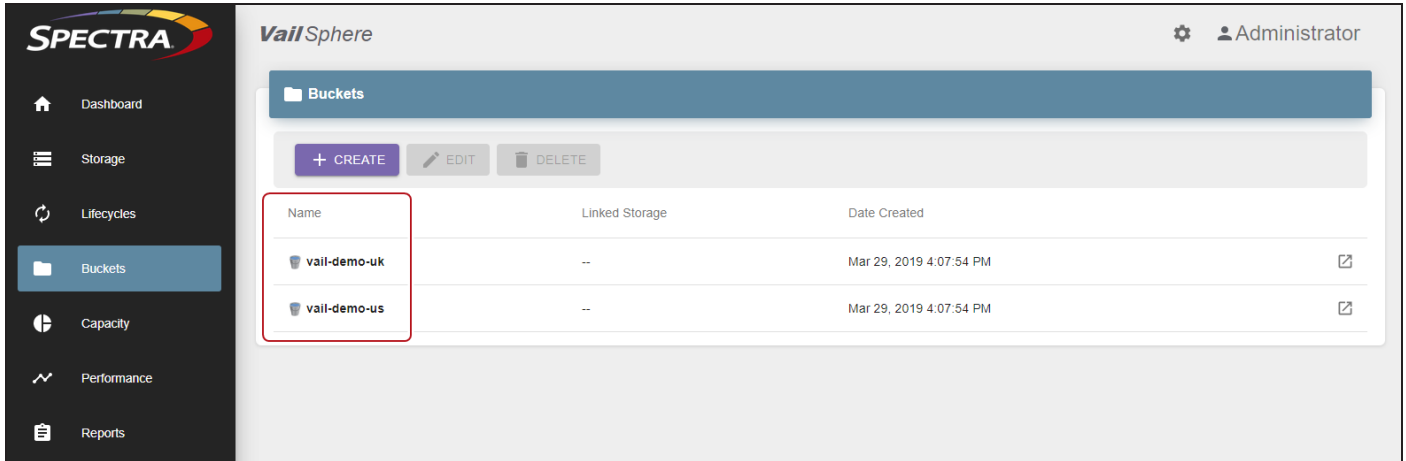 SPECTRA
VailSphere
Administrator
Dashboard
Storage
Lifecycles
Buckets
Capacity
Performance
Reports
Buckets
+ CREATE
EDIT
DELETE
Name Linked Storage Date Created
vail-demo-uk -- Mar 29, 2019 4:07:54 PM
vail-demo-us -- Mar 29, 2019 4:07:54 PM